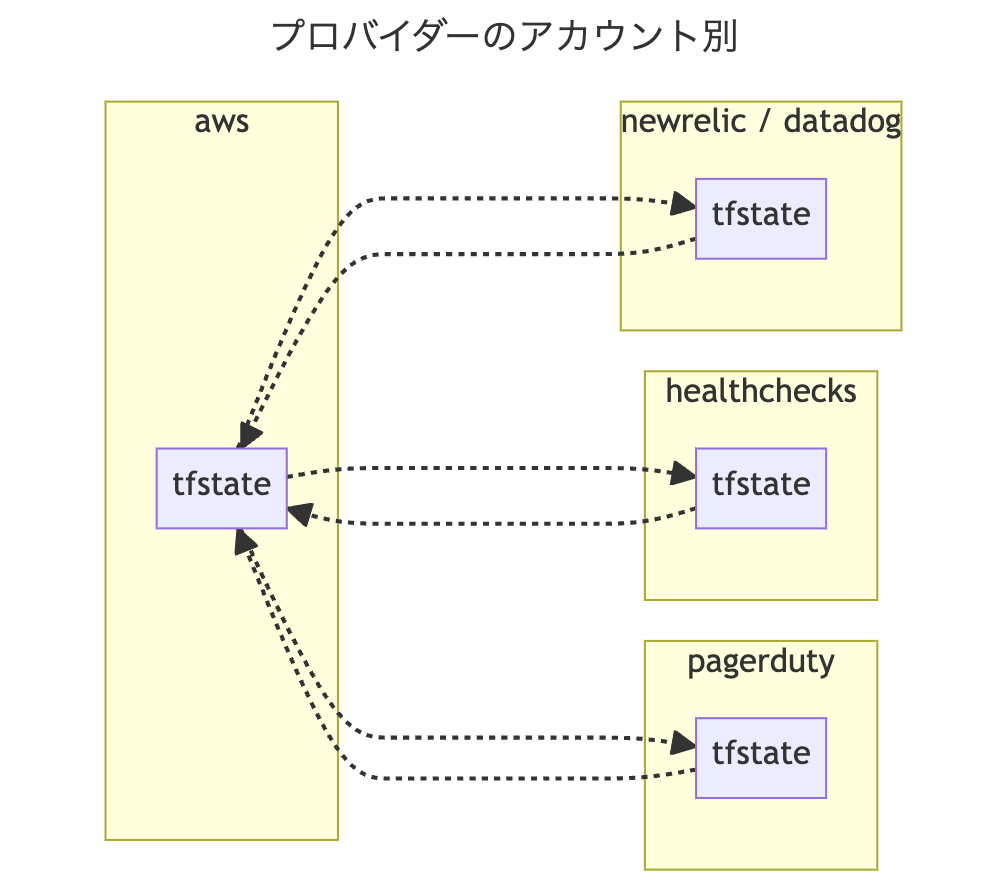 プロバイダーのアカウント別
aws
tfstate
newrelic / datadog
tfstate
healthchecks
tfstate
pagerduty
tfstate